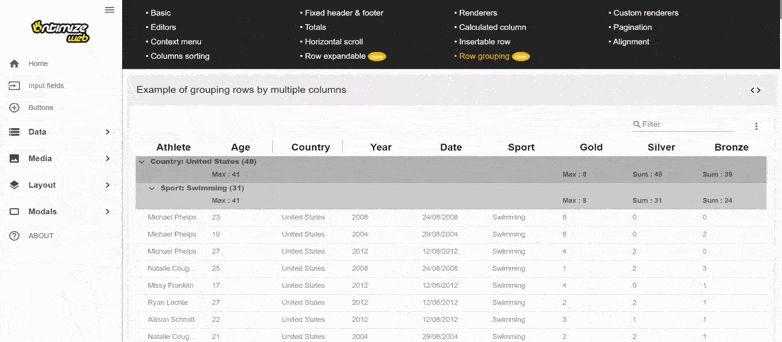 • Basic • Fixed header & footer • Renderers • Custom renderers
• Editors • Totals • Calculated column • Pagination
• Context menu • Horizontal scroll • Insertable row • Alignment
• Columns sorting • Row expandable • Row grouping
Ontimize
web
Home
Input fields
Buttons
Data
Media
Layout
Modals
ABOUT
Example of grouping rows by multiple columns
Filter
Athlete Age Country Year Date Sport Gold Silver Bronze
Country: United States (49)
Max : 41 Max : 8 Sum : 49 Sum : 39
Sport: Swimming (31)
Max : 41 Max : 8 Sum : 31 Sum : 24
Michael Phelps 23 United States 2008 24/08/2008 Swimming 8 0 0
Michael Phelps 19 United States 2004 29/08/2004 Swimming 6 0 2
Michael Phelps 27 United States 2012 12/08/2012 Swimming 4 2 0
Natalie Coug... 25 United States 2008 24/08/2008 Swimming 1 2 3
Missy Franklin 17 United States 2012 12/08/2012 Swimming 4 0 1
Ryan Lochte 27 United States 2012 12/08/2012 Swimming 2 2 1
Allison Schmitt 22 United States 2012 12/08/2012 Swimming 3 1 1
Natalie Coug... 21 United States 2004 29/08/2004 Swimming 2 2 1